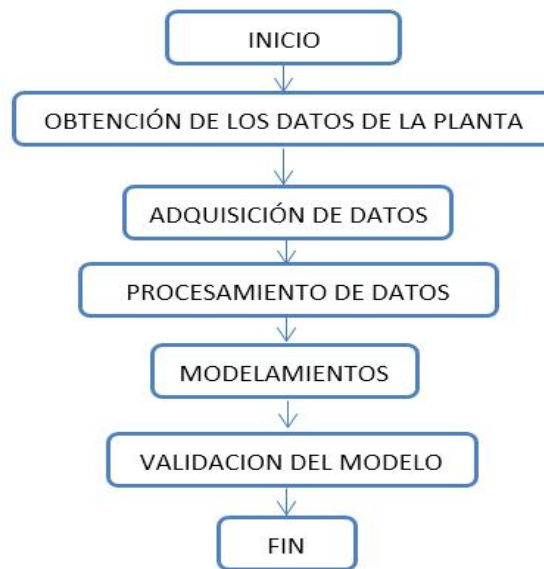 INICIO
OBTENCIÓN DE LOS DATOS DE LA PLANTA
ADQUISICIÓN DE DATOS
PROCESAMIENTO DE DATOS
MODELAMIENTOS
VALIDACION DEL MODELO
FIN